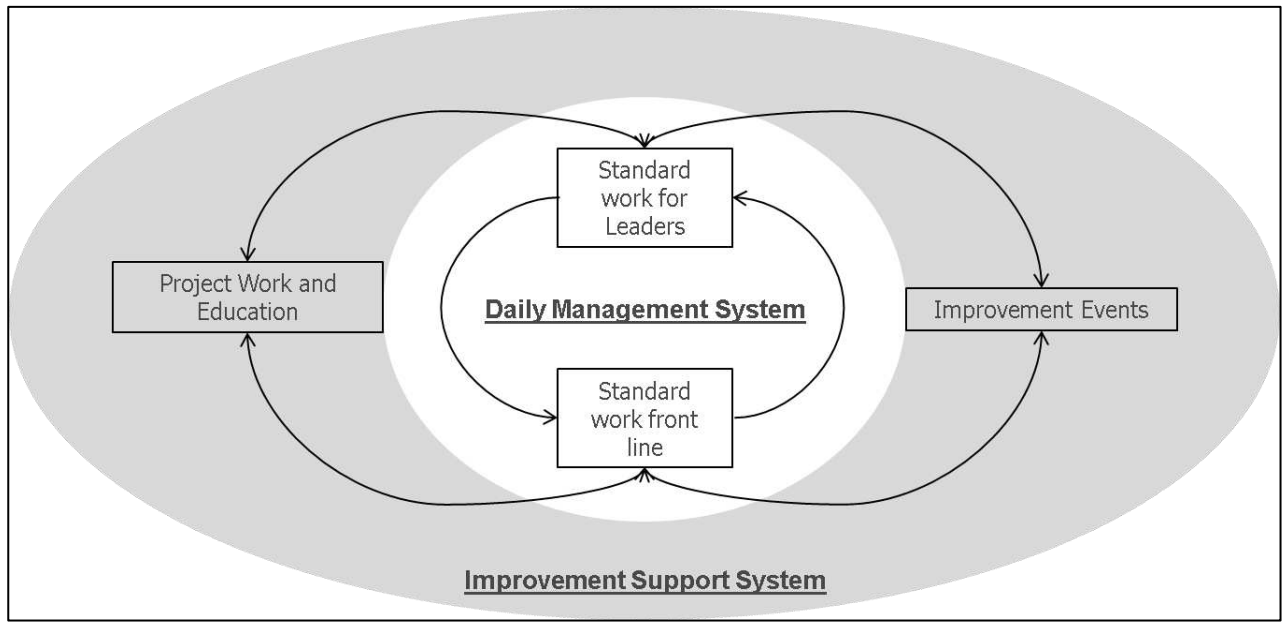 Standard
work for
Leaders
Project Work and
Education
Daily Management System
Improvement Events
Standard
work front
line
Improvement Support System